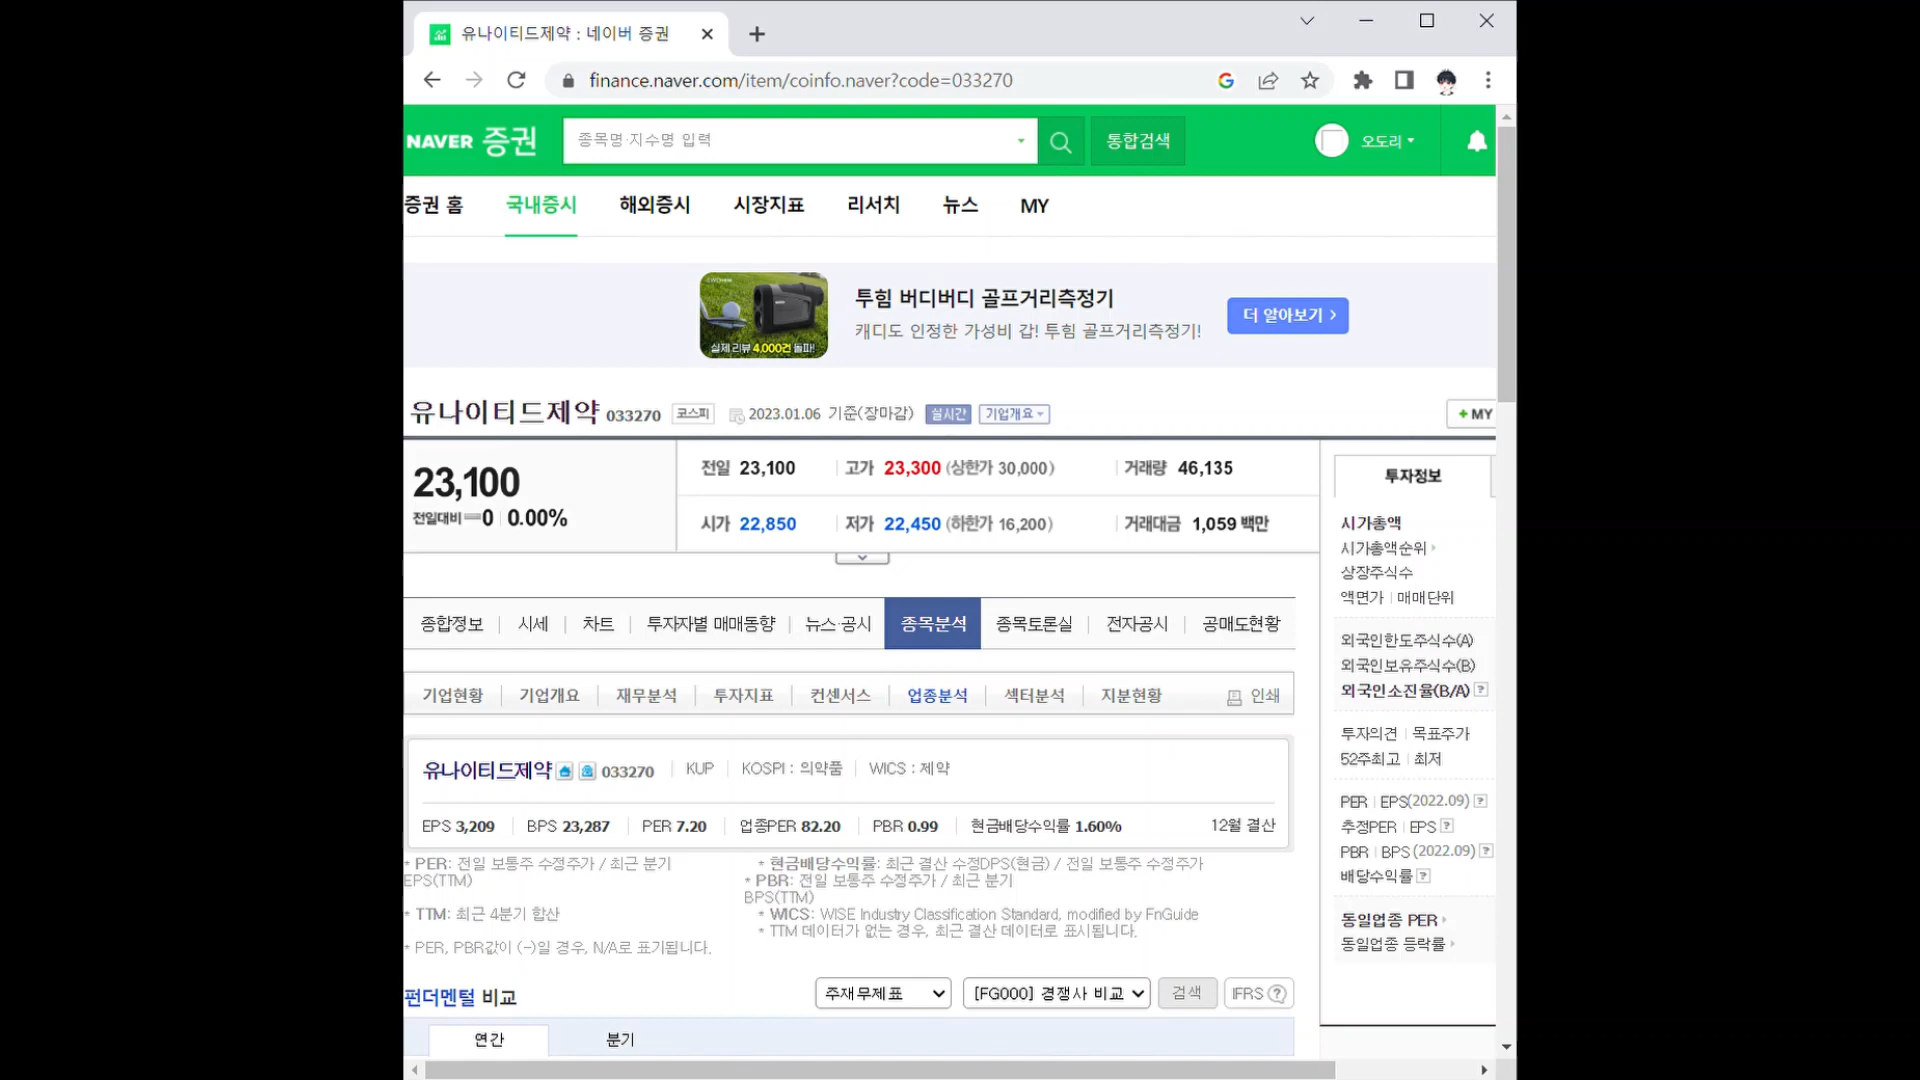 유나이티드제약 : 네이버 증권
finance.naver.com/item/coinfo.naver?code=033270
NAVER 증권 종목명·지수명 입력 통합검색 오도리
증권 홈 국내증시 해외증시 시장지표 리서치 뉴스 MY
투힘 버디버디 골프거리측정기
캐디도 인정한 가성비 갑! 투힘 골프거리측정기!
더 알아보기
실제 리뷰 4,000건 돌파!
유나이티드제약 033270 코스피 2023.01.06 기준(장마감) 실시간 기업개요
+ MY
23,100
전일대비 0 0.00%
전일 23,100 고가 23,300 (상한가 30,000) 거래량 46,135
시가 22,850 저가 22,450 (하한가 16,200) 거래대금 1,059 백만
종합정보 시세 차트 투자자별 매매동향 뉴스·공시 종목분석 종목토론실 전자공시 공매도현황
기업현황 기업개요 재무분석 투자지표 컨센서스 업종분석 섹터분석 지분현황 인쇄
유나이티드제약 033270 KUP KOSPI : 의약품 WICS : 제약
EPS 3,209 BPS 23,287 PER 7.20 업종PER 82.20 PBR 0.99 현금배당수익률 1.60% 12월 결산
* PER: 전일 보통주 수정주가 / 최근 분기
EPS(TTM)
* TTM: 최근 4분기 합산
* PER, PBR값이 (-)일 경우, N/A로 표기됩니다.
* 현금배당수익률: 최근 결산 수정DPS(현금) / 전일 보통주 수정주가
* PBR: 전일 보통주 수정주가 / 최근 분기
BPS(TTM)
* WICS: WISE Industry Classification Standard, modified by FnGuide
* TTM 데이터가 없는 경우, 최근 결산 데이터로 표시됩니다.
펀더멘털 비교 주재무제표 [FG000] 경쟁사 비교 검색 IFRS ?
연간 분기
투자정보
시가총액
시가총액순위
상장주식수
액면가 | 매매단위
외국인한도주식수(A)
외국인보유주식수(B)
외국인소진율(B/A) ?
투자의견 | 목표주가
52주최고 | 최저
PER | EPS(2022.09) ?
추정PER | EPS ?
PBR | BPS (2022.09) ?
배당수익률 ?
동일업종 PER
동일업종 등락률